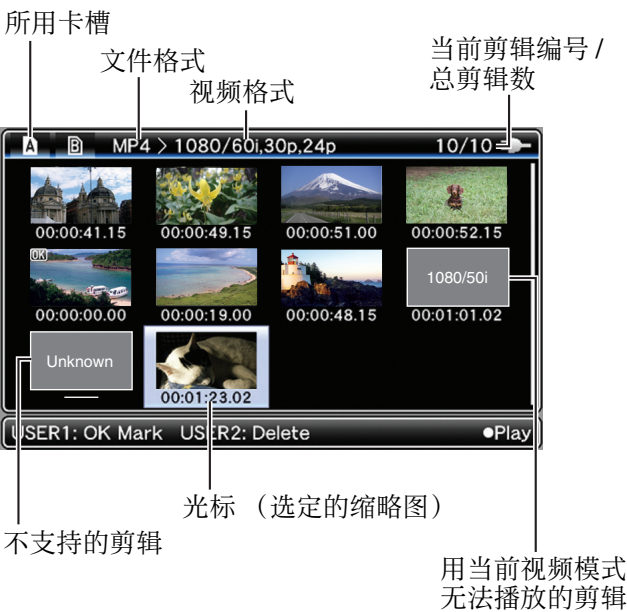 所用卡槽
文件格式
视频格式
当前剪辑编号 /
总剪辑数
A B MP4 > 1080/60i,30p,24p 10/10
00:00:41.15 00:00:49.15 00:00:51.00 00:00:52.15
OK
1080/50i
00:00:00.00 00:00:19.00 00:00:48.15 00:01:01.02
Unknown
00:01:23.02
USER1: OK Mark USER2: Delete ●Play
光标 （选定的缩略图）
不支持的剪辑
用当前视频模式
无法播放的剪辑